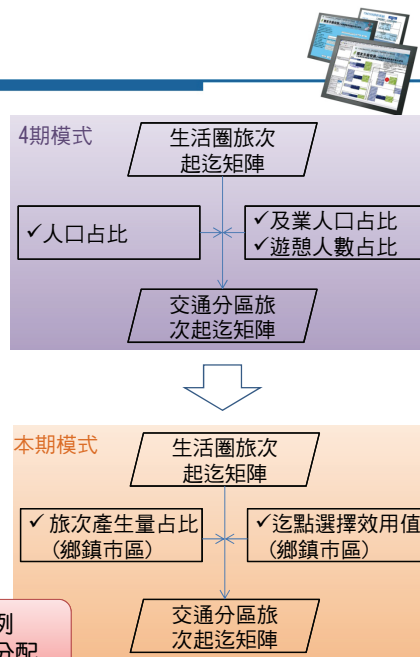 4期模式
生活圈旅次
起迄矩陣
✓人口占比
✓及業人口占比
✓遊憩人數占比
交通分區旅
次起迄矩陣
本期模式
生活圈旅次
起迄矩陣
✓ 旅次產生量占比
(鄉鎮市區)
✓迄點選擇效用值
(鄉鎮市區)
交通分區旅
次起迄矩陣
列
分配